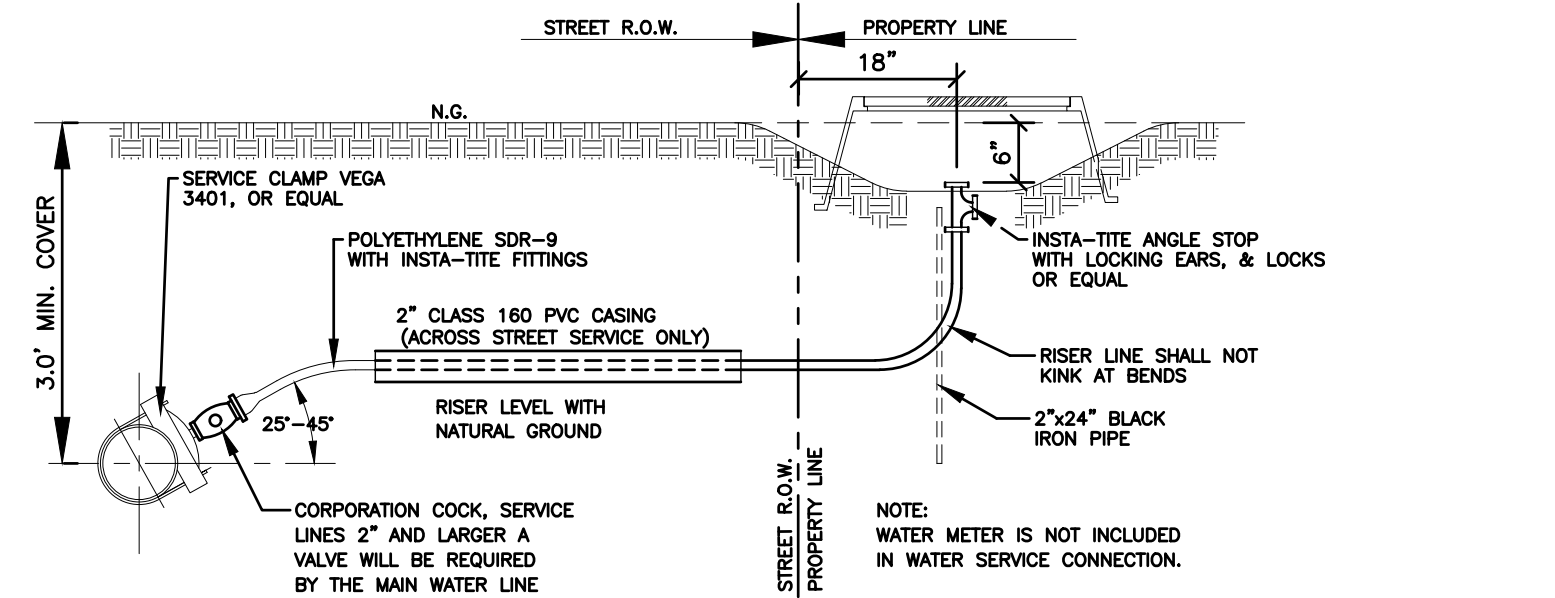 STREET R.O.W.
PROPERTY LINE
18"
N.G.
6"
SERVICE CLAMP VEGA
3401, OR EQUAL
3.0' MIN. COVER
POLYETHYLENE SDR-9
WITH INSTA-TITE FITTINGS
INSTA-TITE ANGLE STOP
WITH LOCKING EARS, & LOCKS
OR EQUAL
2" CLASS 160 PVC CASING
(ACROSS STREET SERVICE ONLY)
RISER LINE SHALL NOT
KINK AT BENDS
25°-45°
RISER LEVEL WITH
NATURAL GROUND
2"x24" BLACK
IRON PIPE
STREET R.O.W.
PROPERTY LINE
CORPORATION COCK, SERVICE
LINES 2" AND LARGER A
VALVE WILL BE REQUIRED
BY THE MAIN WATER LINE
NOTE:
WATER METER IS NOT INCLUDED
IN WATER SERVICE CONNECTION.